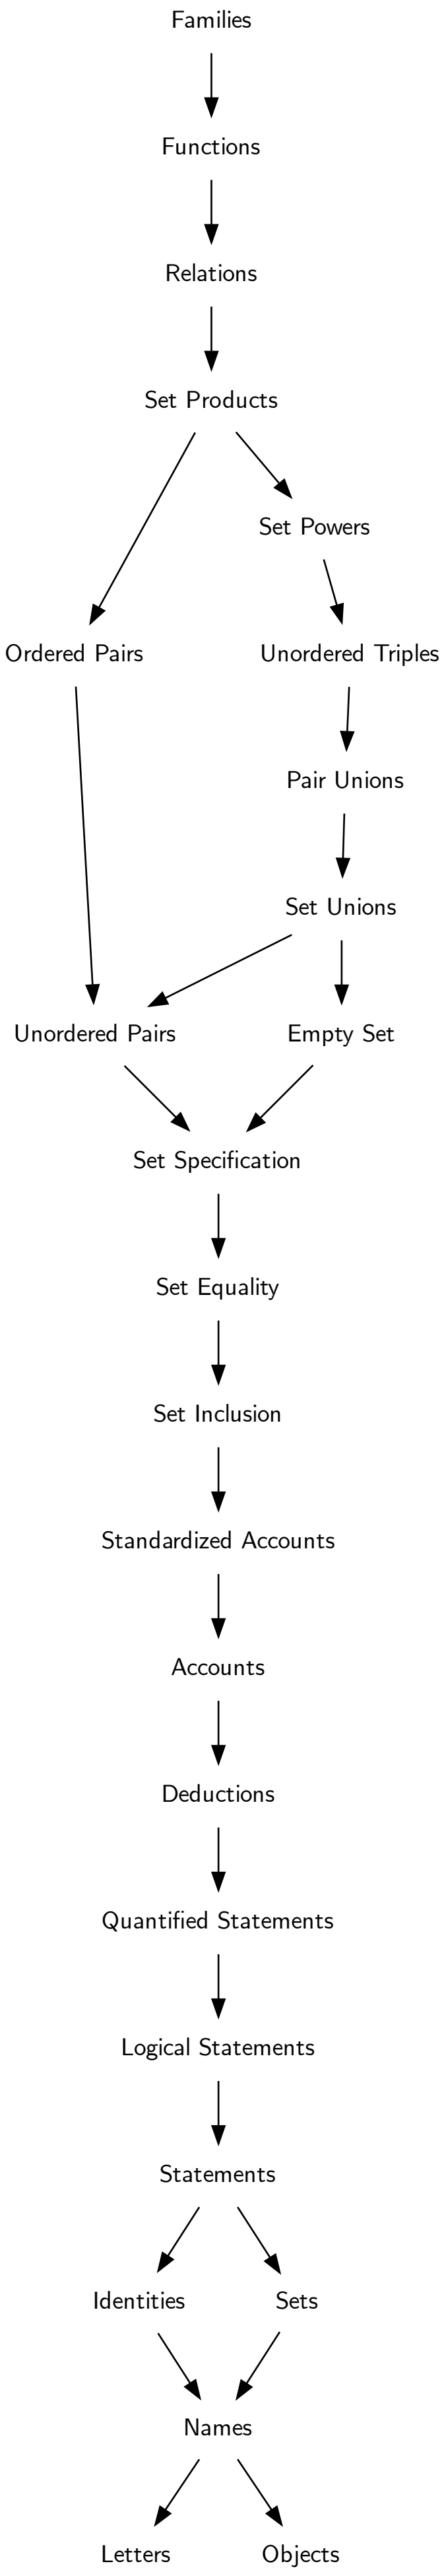 Families
Functions
Relations
Set Products
Set Powers
Ordered Pairs
Unordered Triples
Pair Unions
Set Unions
Unordered Pairs
Empty Set
Set Specification
Set Equality
Set Inclusion
Standardized Accounts
Accounts
Deductions
Quantified Statements
Logical Statements
Statements
Identities
Sets
Names
Letters
Objects